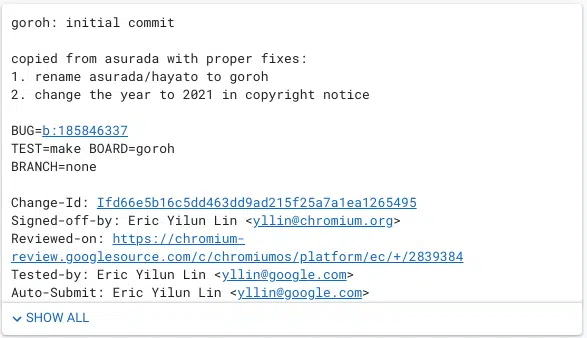 goroh: initial commit
copied from asurada with proper fixes:
1. rename asurada/hayato to goroh
2. change the year to 2021 in copyright notice
BUG=b:185846337
TEST=make BOARD=goroh
BRANCH=none
Change-Id: Ifd66e5b16c5dd463dd9ad215f25a7a1ea1265495
Signed-off-by: Eric Yilun Lin <yllin@chromium.org>
Reviewed-on: https://chromium-
review.googlesource.com/c/chromiumos/platform/ec/+/2839384
Tested-by: Eric Yilun Lin <yllin@google.com>
Auto-Submit: Eric Yilun Lin <yllin@google.com>
SHOW ALL